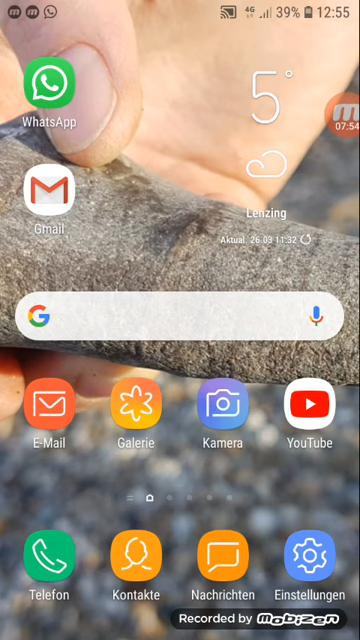 4G 39% 12:55
WhatsApp
5°
07:54
Gmail
Lenzing
Aktual. 26.03 11:32
E-Mail
Galerie
Kamera
YouTube
Telefon
Kontakte
Nachrichten
Einstellungen
Recorded by mobizen